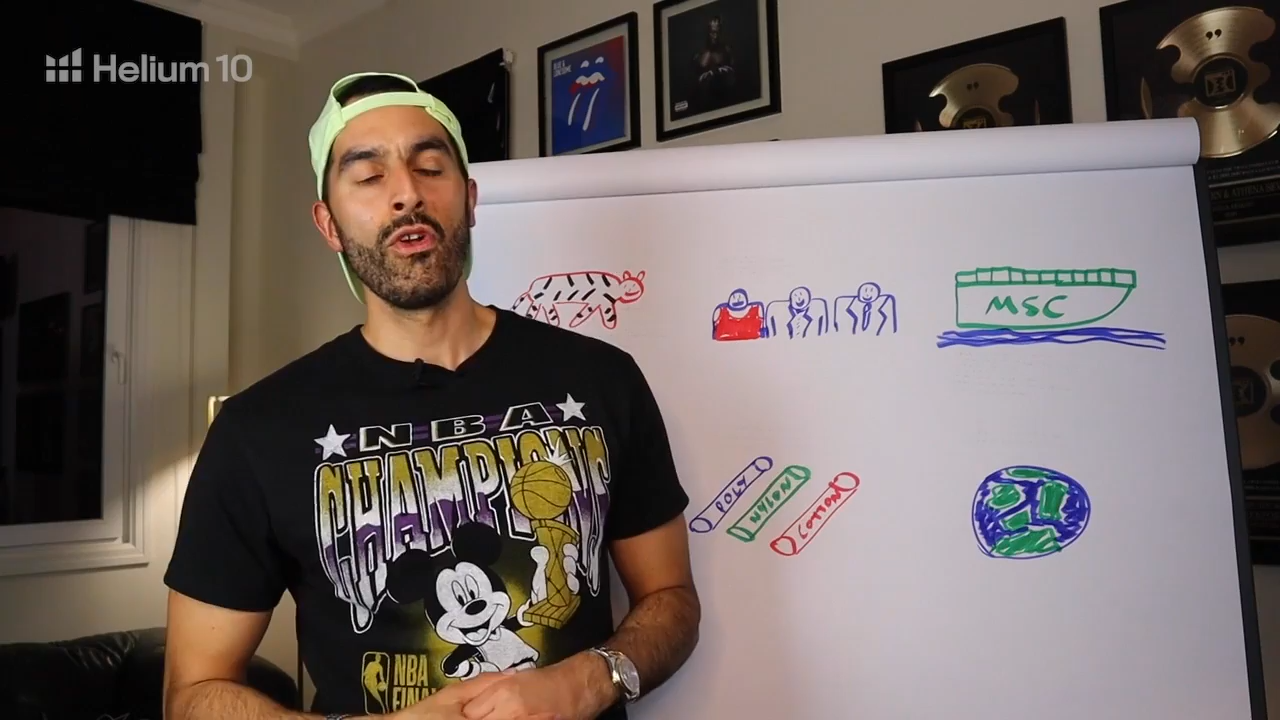 Helium 10
MSC
POLY
NYLON
COTTON
NBA
CHAMPIONS
NBA